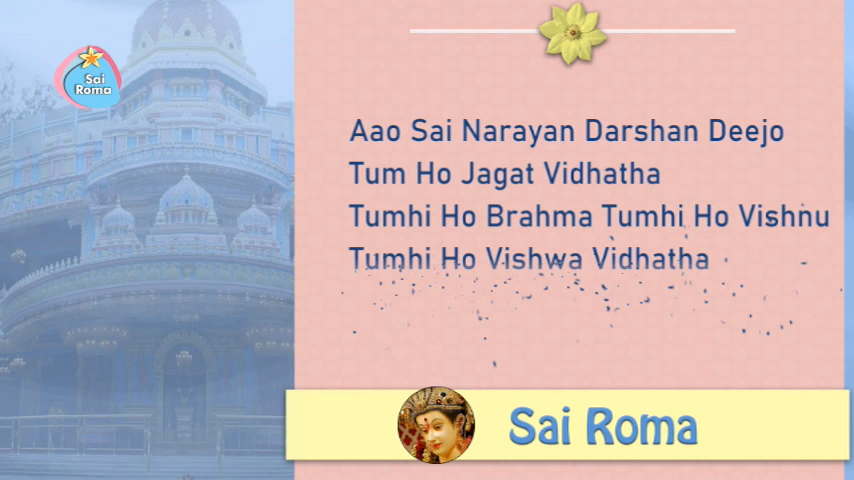 Sai
Roma
Aao Sai Narayan Darshan Deejo
Tum Ho Jagat Vidhatha
Tumhi Ho Brahma Tumhi Ho Vishnu
Tumhi Ho Vishwa Vidhatha
Sai Roma